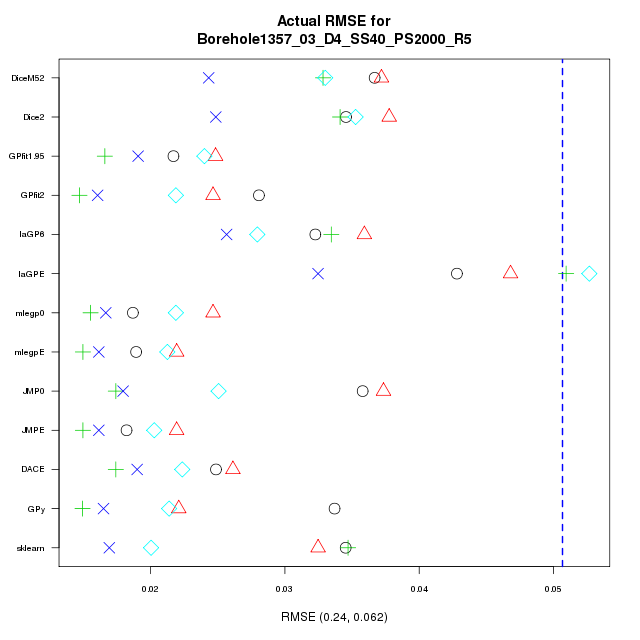 Actual RMSE for
Borehole1357_03_D4_SS40_PS2000_R5
DiceM52
Dice2
GPfit1.95
GPfit2
laGP6
laGPE
mlegp0
mlegpE
JMP0
JMPE
DACE
GPy
sklearn
0.02 0.03 0.04 0.05
RMSE (0.24, 0.062)